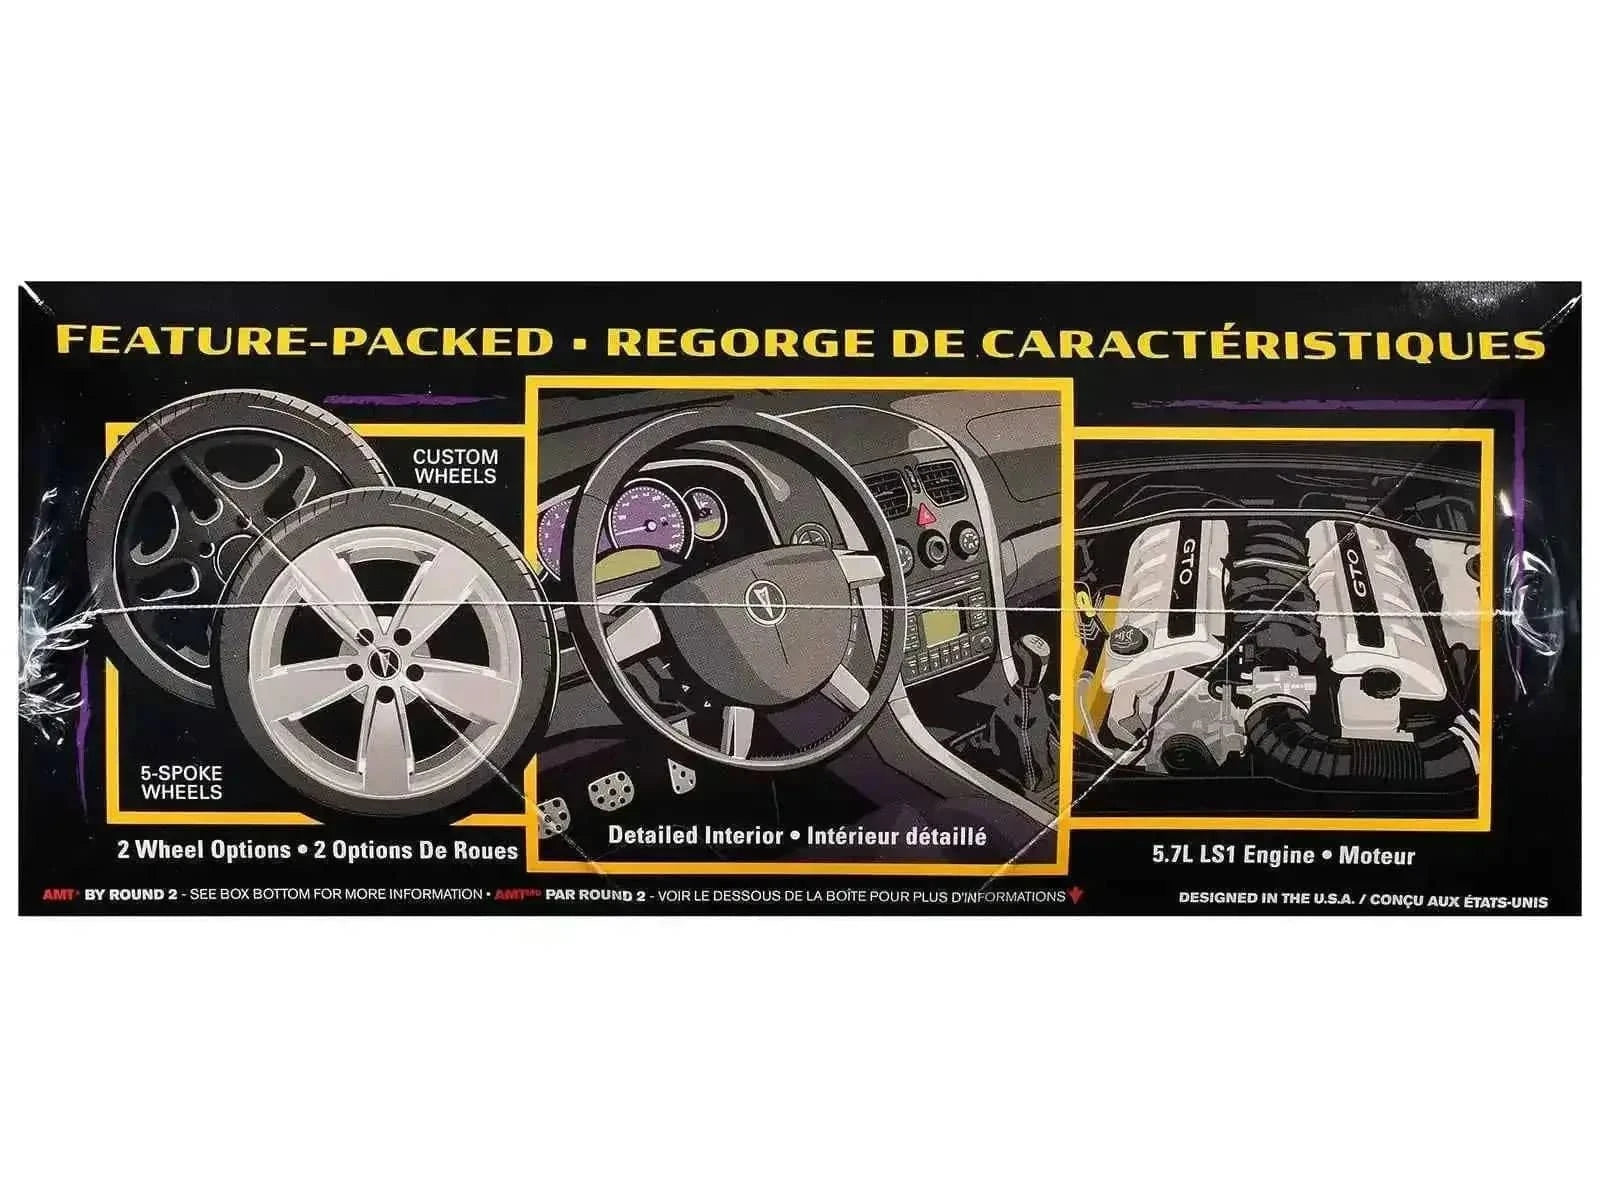 FEATURE-PACKED • REGORGE DE CARACTÉRISTIQUES
CUSTOM
WHEELS
5-SPOKE
WHEELS
GTO
GTO
2 Wheel Options • 2 Options De Roues
Detailed Interior • Intérieur détaillé
5.7L LS1 Engine • Moteur
AMT® BY ROUND 2 - SEE BOX BOTTOM FOR MORE INFORMATION • AMT PAR ROUND 2 - VOIR LE DESSOUS DE LA BOÎTE POUR PLUS D'INFORMATIONS
DESIGNED IN THE U.S.A. / CONÇU AUX ÉTATS-UNIS